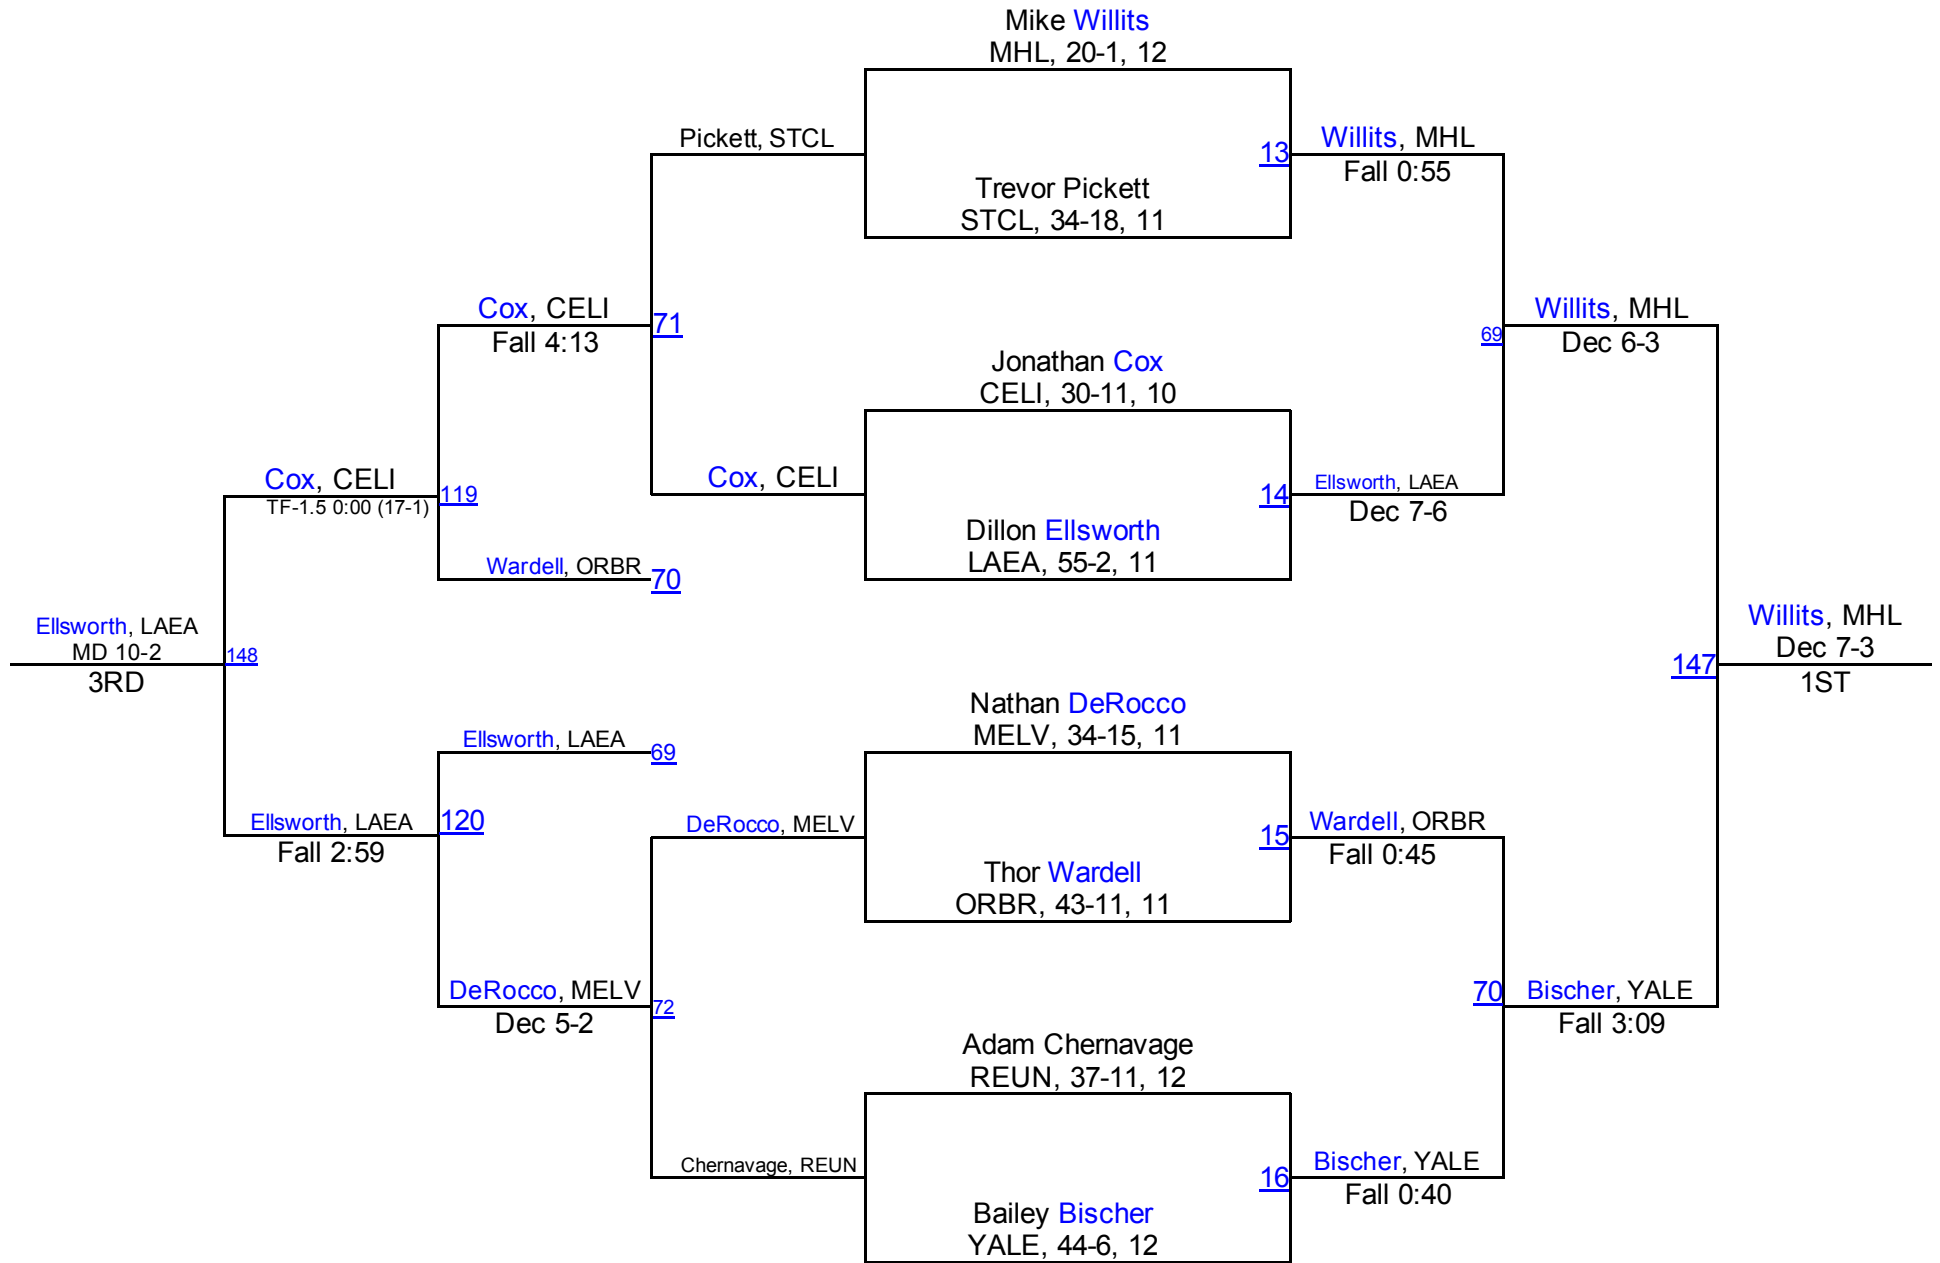 Mike Willits
MHL, 20-1, 12
Pickett, STCL
13
Willits, MHL
Fall 0:55
Trevor Pickett
STCL, 34-18, 11
Cox, CELI
Fall 4:13
71
Jonathan Cox
CELI, 30-11, 10
69
Willits, MHL
Dec 6-3
Cox, CELI
TF-1.5 0:00 (17-1)
119
Cox, CELI
14
Ellsworth, LAEA
Dec 7-6
Dillon Ellsworth
LAEA, 55-2, 11
Wardell, ORBR
70
Ellsworth, LAEA
MD 10-2
3RD
148
147
Willits, MHL
Dec 7-3
1ST
Nathan DeRocco
MELV, 34-15, 11
Ellsworth, LAEA
69
Ellsworth, LAEA
Fall 2:59
120
DeRocco, MELV
15
Wardell, ORBR
Fall 0:45
Thor Wardell
ORBR, 43-11, 11
DeRocco, MELV
Dec 5-2
72
70
Bischer, YALE
Fall 3:09
Adam Chernavage
REUN, 37-11, 12
Chernavage, REUN
16
Bischer, YALE
Fall 0:40
Bailey Bischer
YALE, 44-6, 12